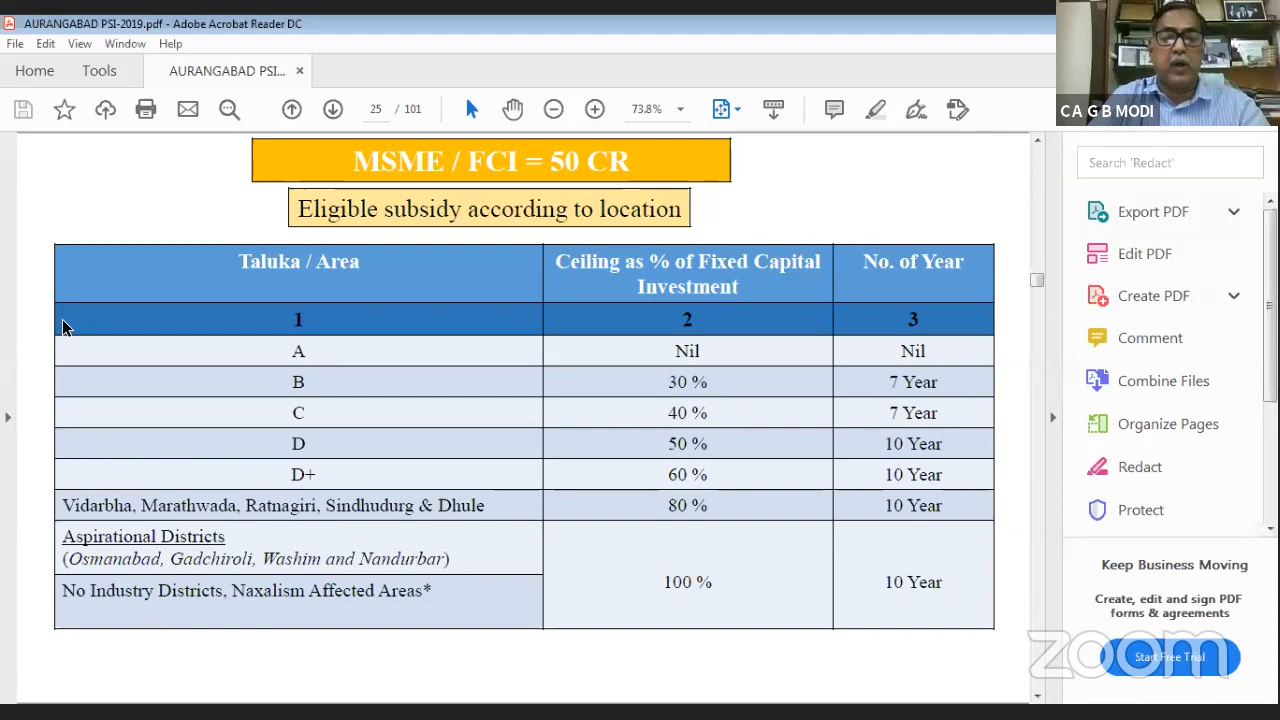 AURANGABAD PSI-2019.pdf - Adobe Acrobat Reader DC
File Edit View Window Help
Home Tools AURANGABAD PSI... ×
25 / 101 73.8%
C A G B MODI
MSME / FCI = 50 CR
Eligible subsidy according to location
Taluka / Area Ceiling as % of Fixed Capital Investment No. of Year
1 2 3
A Nil Nil
B 30 % 7 Year
C 40 % 7 Year
D 50 % 10 Year
D+ 60 % 10 Year
Vidarbha, Marathwada, Ratnagiri, Sindhudurg & Dhule 80 % 10 Year
Aspirational Districts
(Osmanabad, Gadchiroli, Washim and Nandurbar)
No Industry Districts, Naxalism Affected Areas*
100 % 10 Year
Search 'Redact'
Export PDF
Edit PDF
Create PDF
Comment
Combine Files
Organize Pages
Redact
Protect
Keep Business Moving
Create, edit and sign PDF
forms & agreements
Start Free Trial
zoom